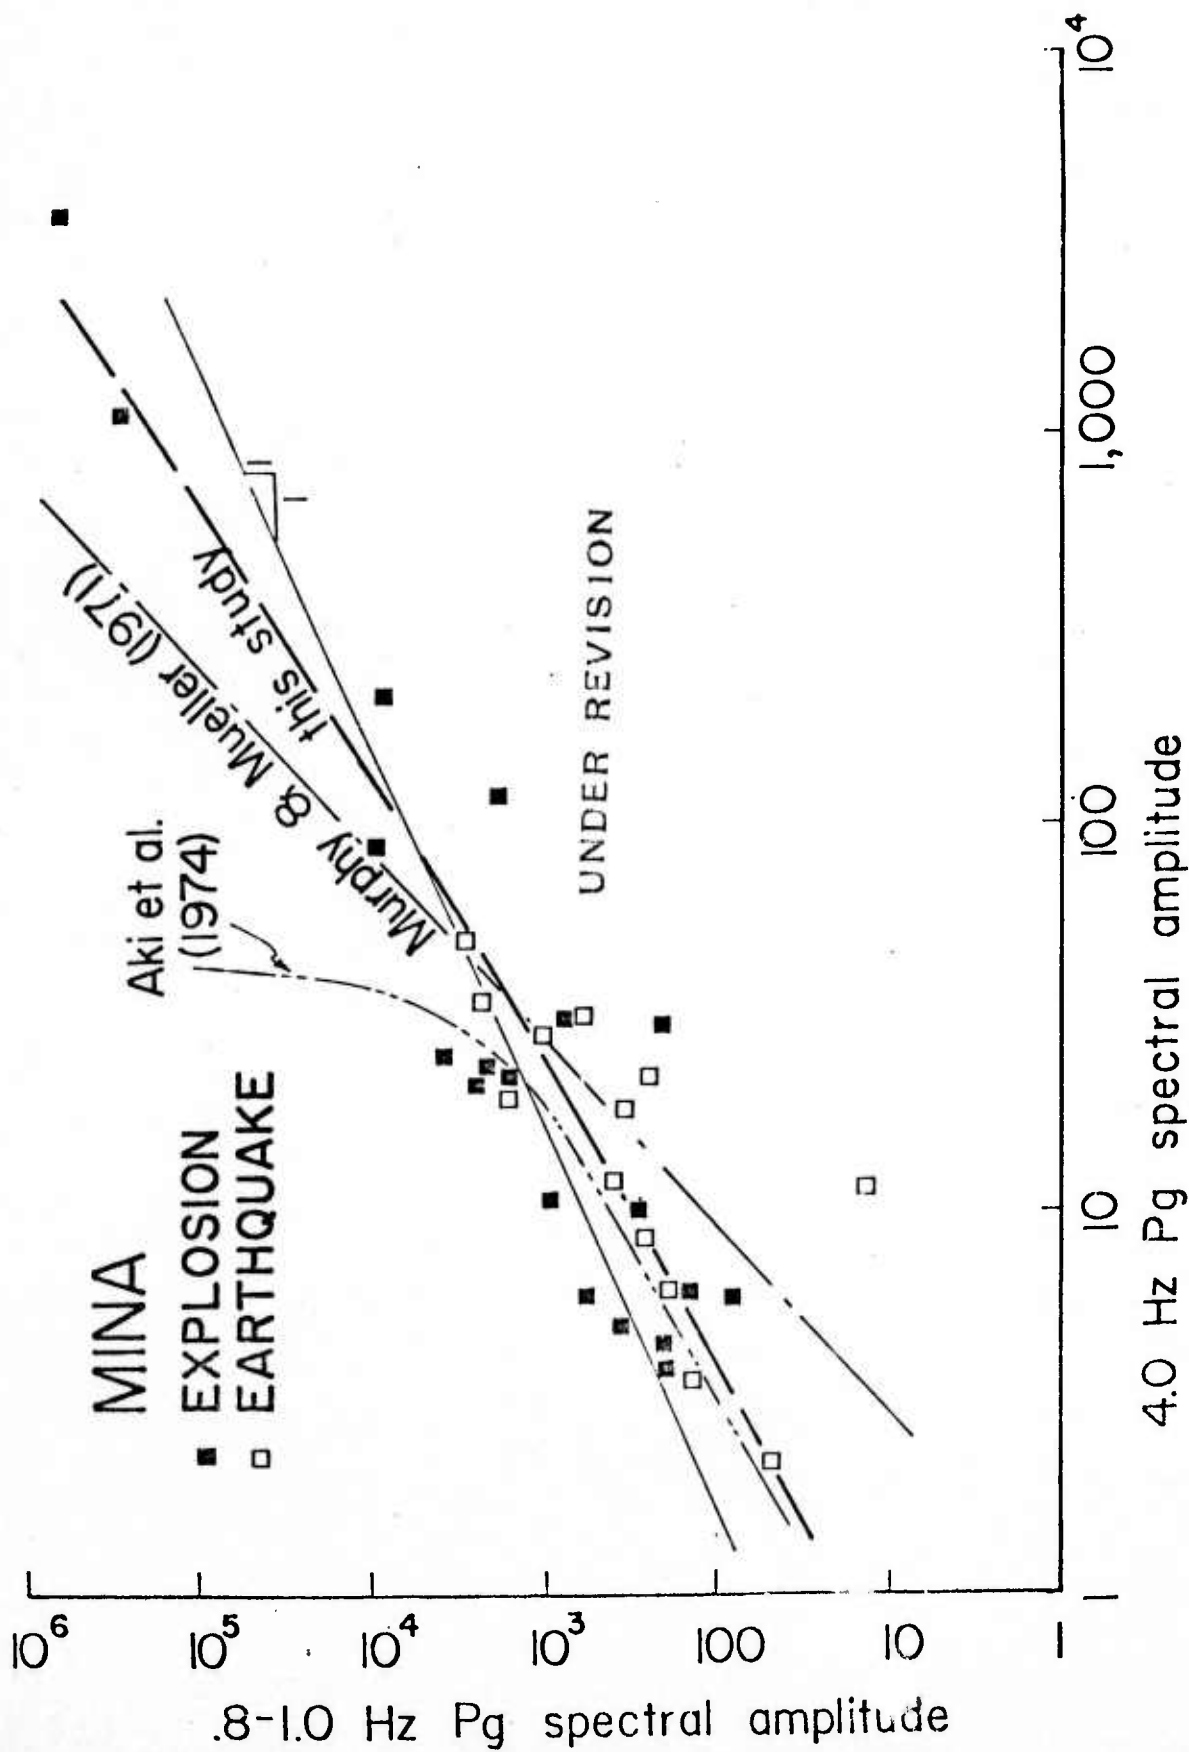 MINA
■ EXPLOSION
□ EARTHQUAKE
Aki et al.
(1974)
Murphy & Mueller (1971)
this study
1
1
UNDER REVISION
10⁶
10⁵
10⁴
10³
100
10
1
.8-1.0 Hz Pg spectral amplitude
1
10
100
1,000
10⁴
4.0 Hz Pg spectral amplitude